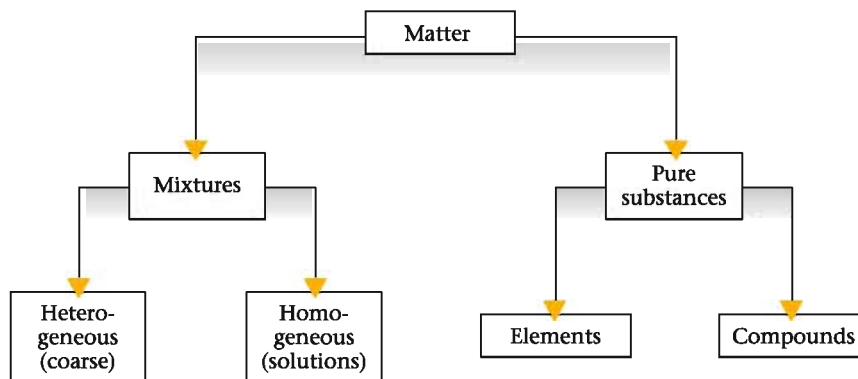 Matter
Mixtures
Pure
substances
Hetero-
geneous
(coarse)
Homo-
geneous
(solutions)
Elements
Compounds